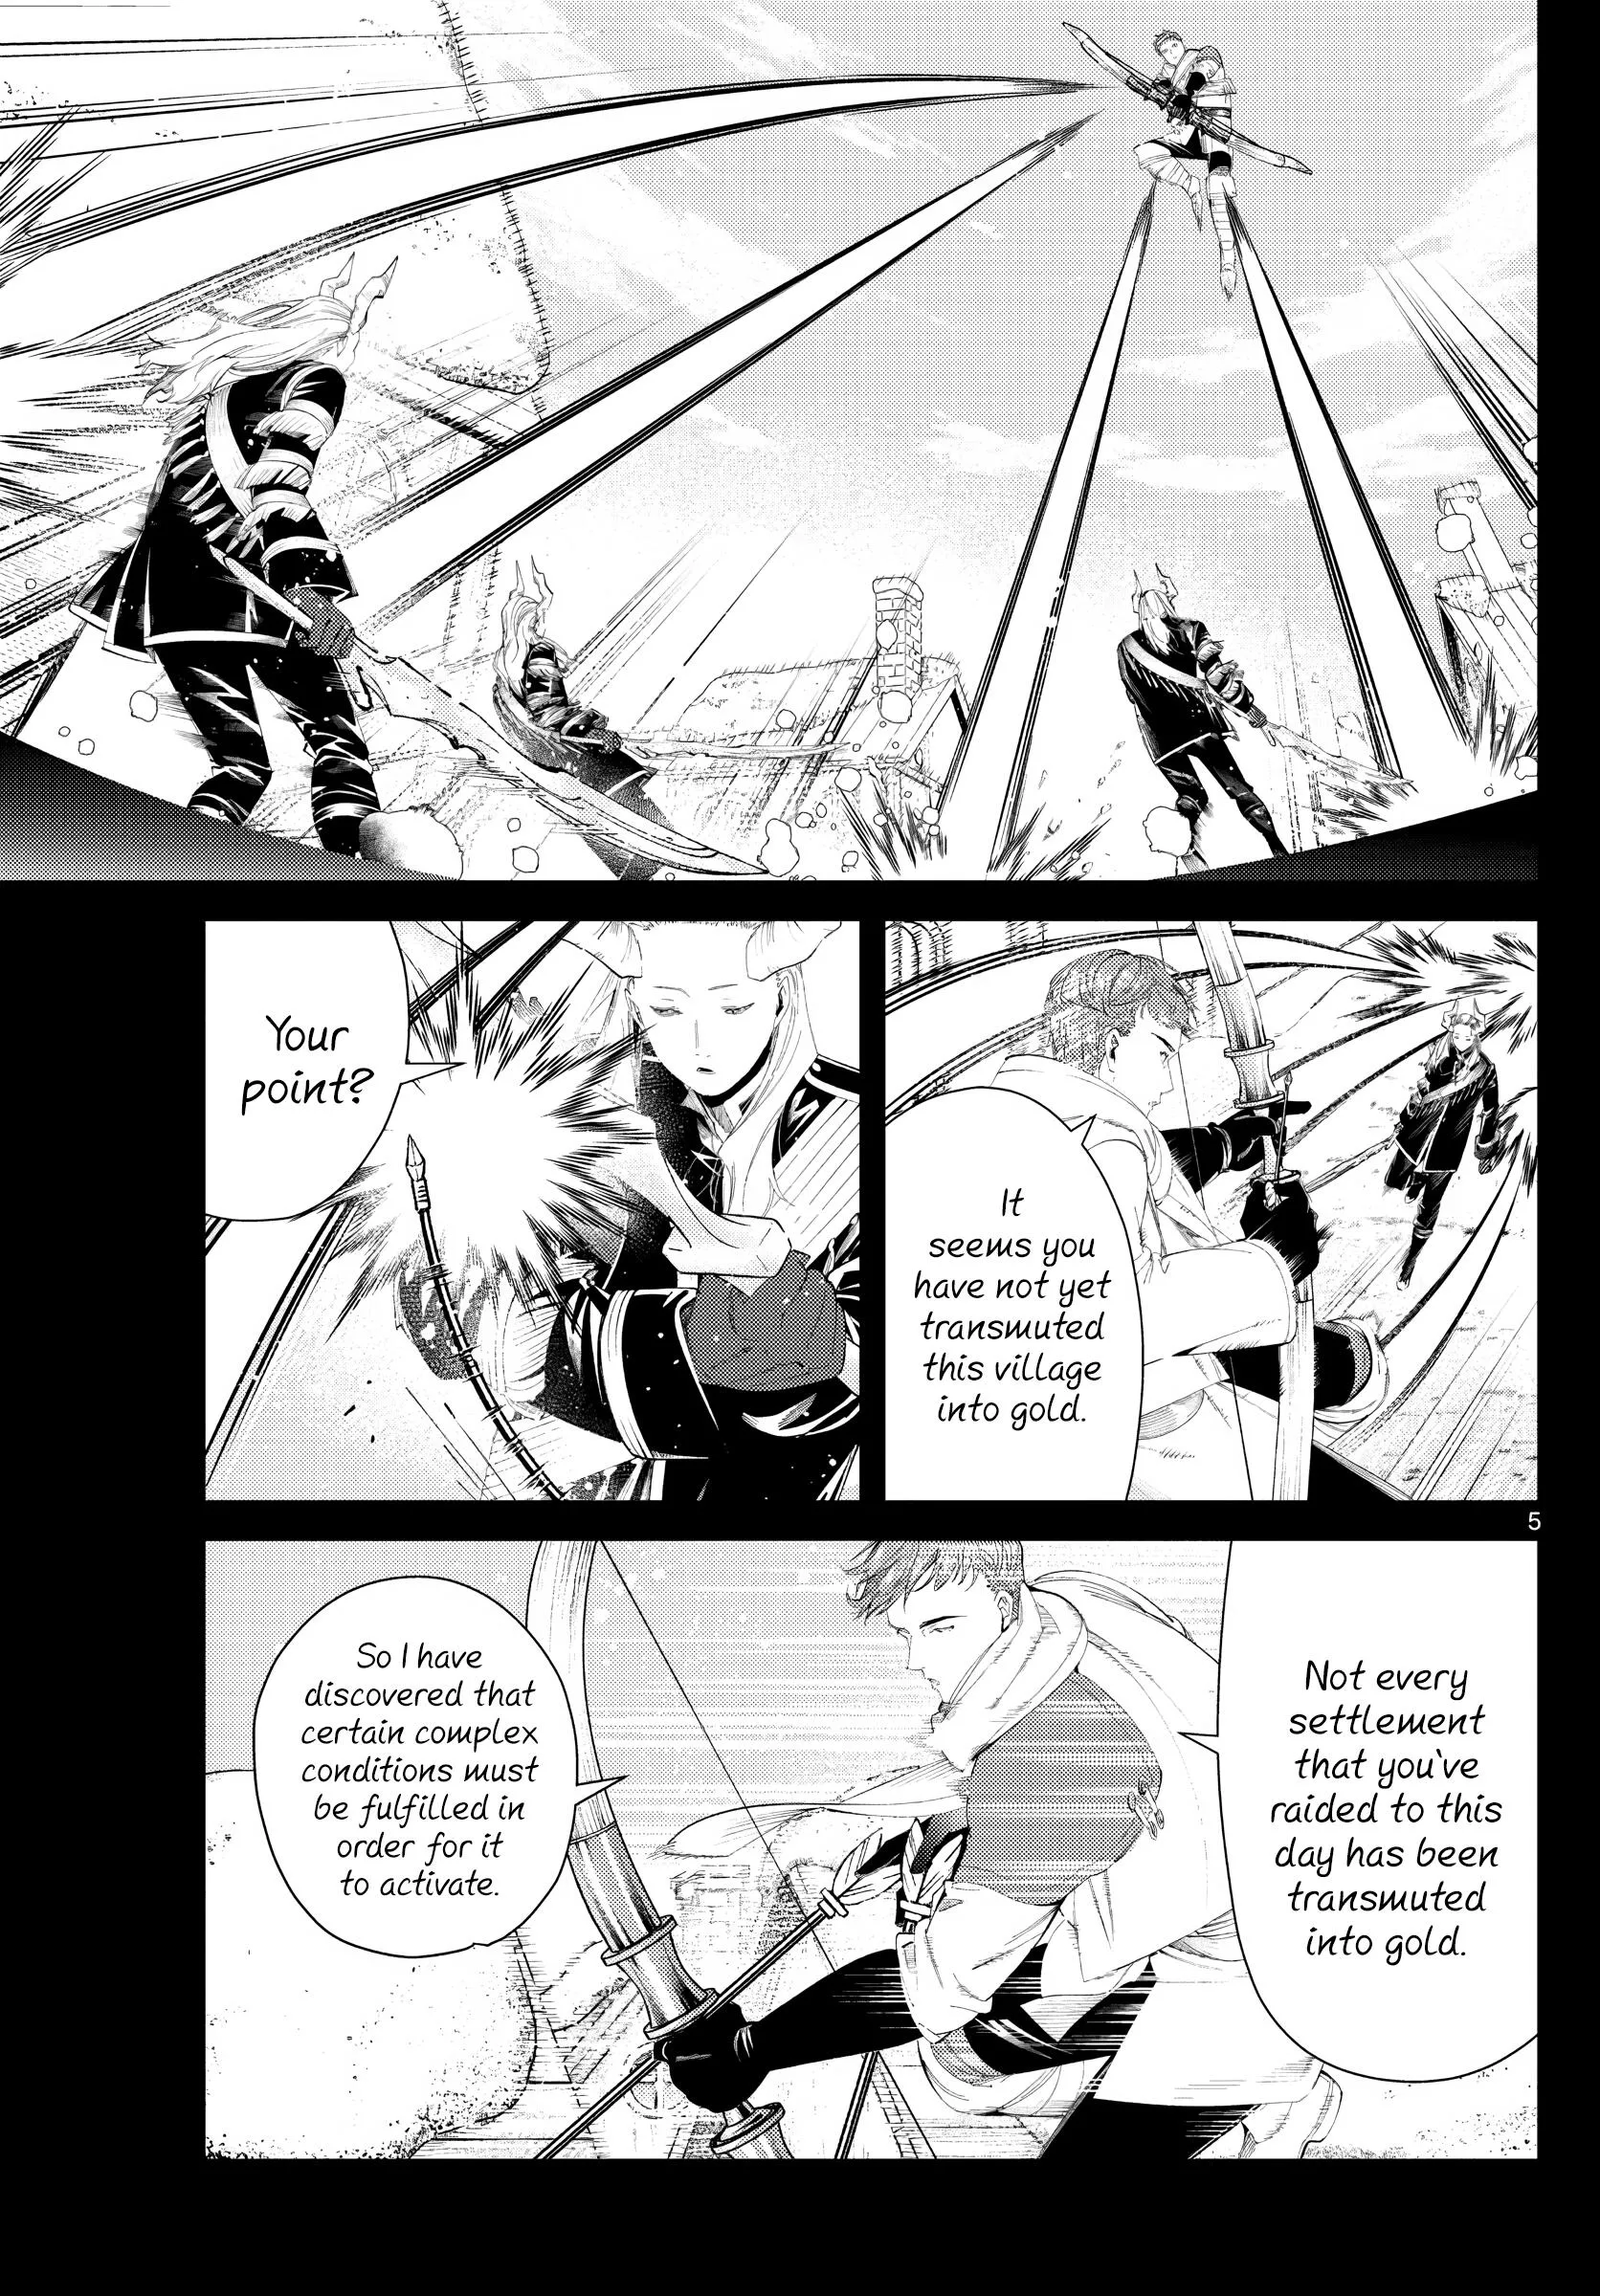 It
seems you
have not yet
transmuted
this village
into gold.
Your
point?
5
Not every
settlement
that you've
raided to this
day has been
transmuted
into gold.
So I have
discovered that
certain complex
conditions must
be fulfilled in
order for it
to activate.